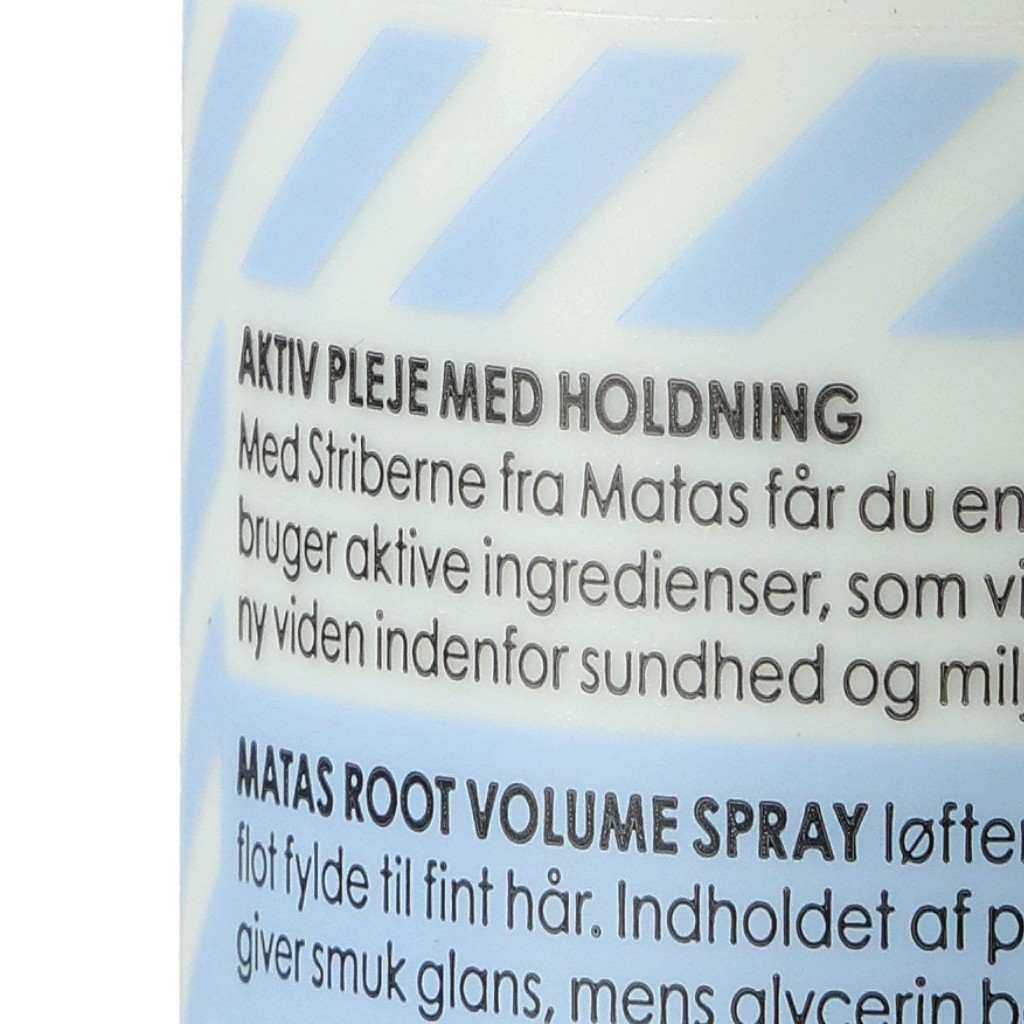 AKTIV PLEJE MED HOLDNING
Med Striberne fra Matas får du en
bruger aktive ingredienser, som vi
ny viden indenfor sundhed og milj
MATAS ROOT VOLUME SPRAY løfter
flot fylde til fint hår. Indholdet af p
giver smuk glans, mens glycerin b